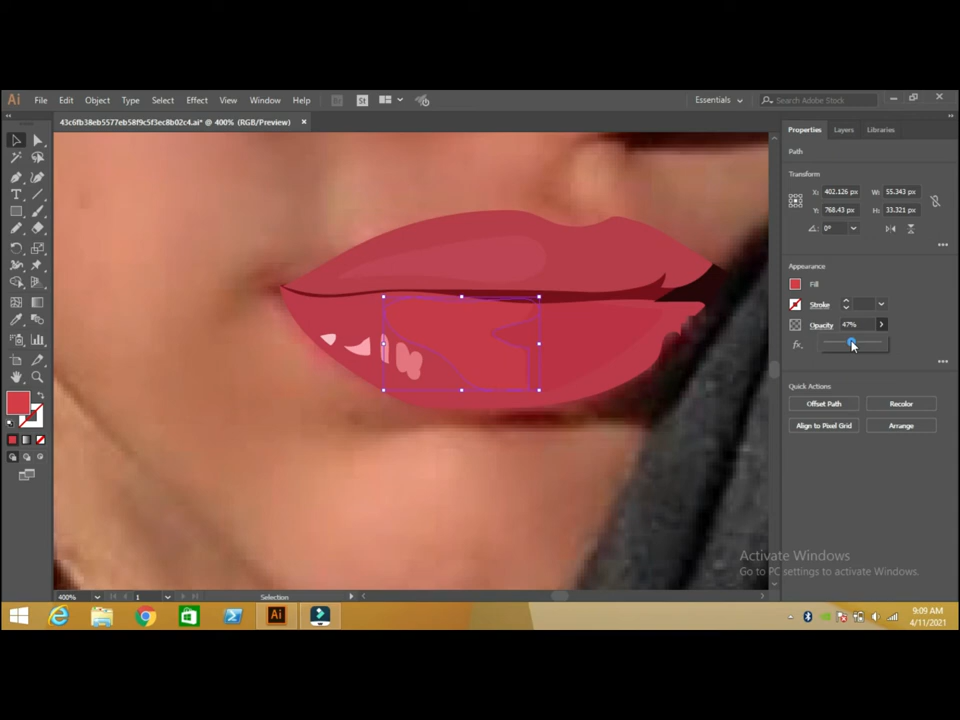 Ai File Edit Object Type Select Effect View Window Help Br St Essentials Search Adobe Stock
43c6fb38eb5577eb58f9c5f3ec8b02c4.ai* @ 400% (RGB/Preview) ×
Properties Layers Libraries
Path
Transform
X: 402.126 px W: 55.343 px
Y: 768.43 px H: 33.321 px
0°
Appearance
Fill
Stroke
Opacity 47%
fx.
Quick Actions
Offset Path Recolor
Align to Pixel Grid Arrange
Activate Windows
Go to PC settings to activate Windows.
400% 1 Selection
Ai
9:09 AM
4/11/2021